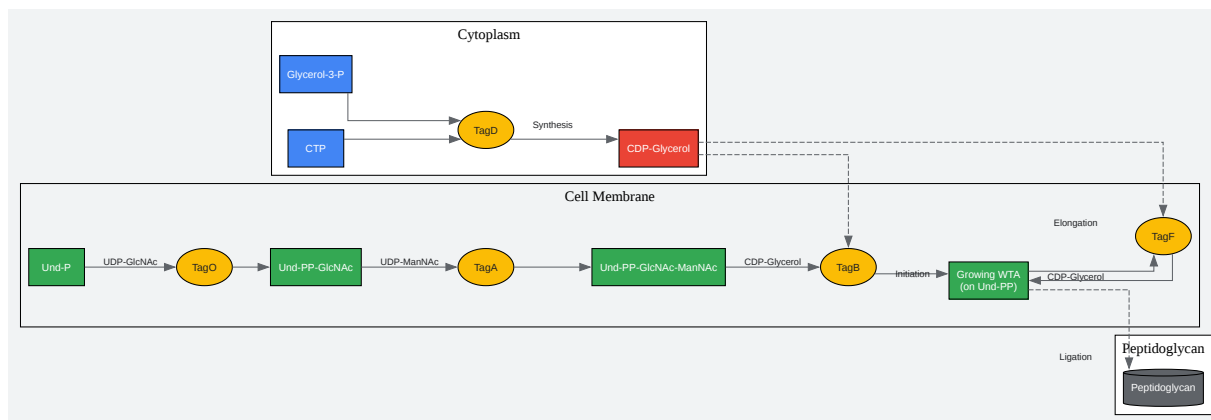 Cytoplasm
Glycerol-3-P
CTP
TagD
Synthesis
CDP-Glycerol
Cell Membrane
Und-P
UDP-GlcNAc
TagO
Und-PP-GlcNAc
UDP-ManNAc
TagA
Und-PP-GlcNAc-ManNAc
CDP-Glycerol
TagB
Initiation
Growing WTA
(on Und-PP)
CDP-Glycerol
Elongation
TagF
Ligation
Peptidoglycan
Peptidoglycan